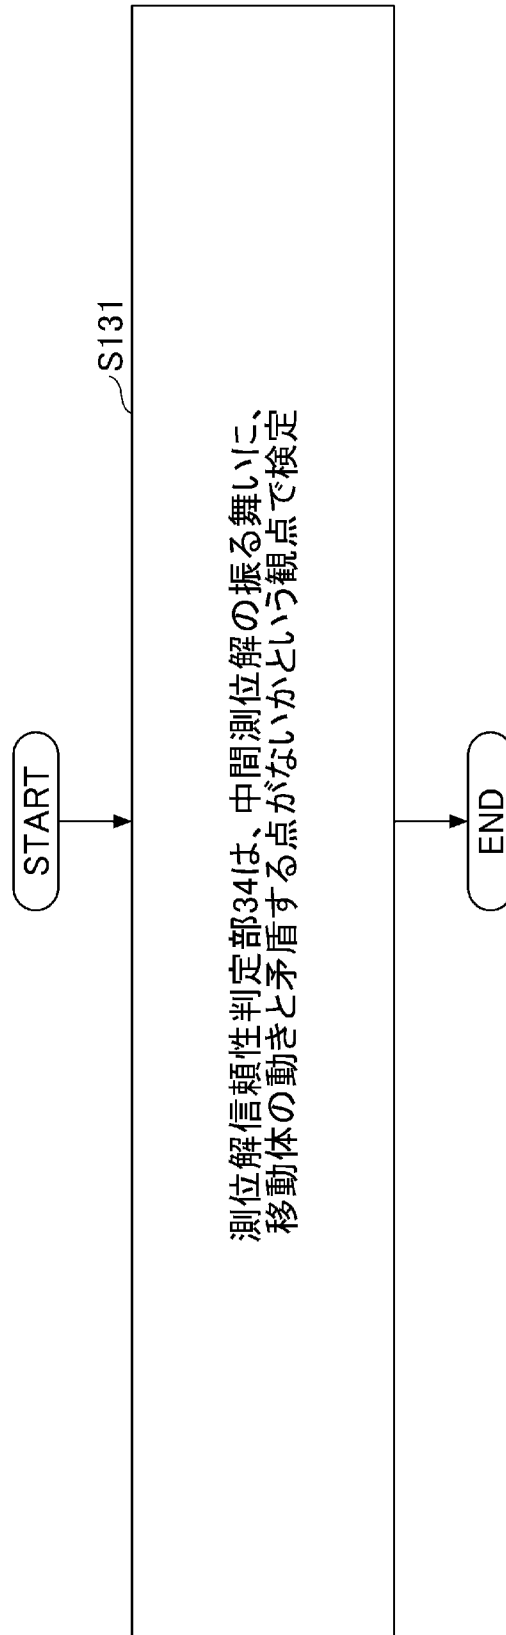 START
S131
測位解信頼性判定部34は、中間測位解の振る舞いに、
移動体の動きと矛盾する点がないかという観点で検定
END